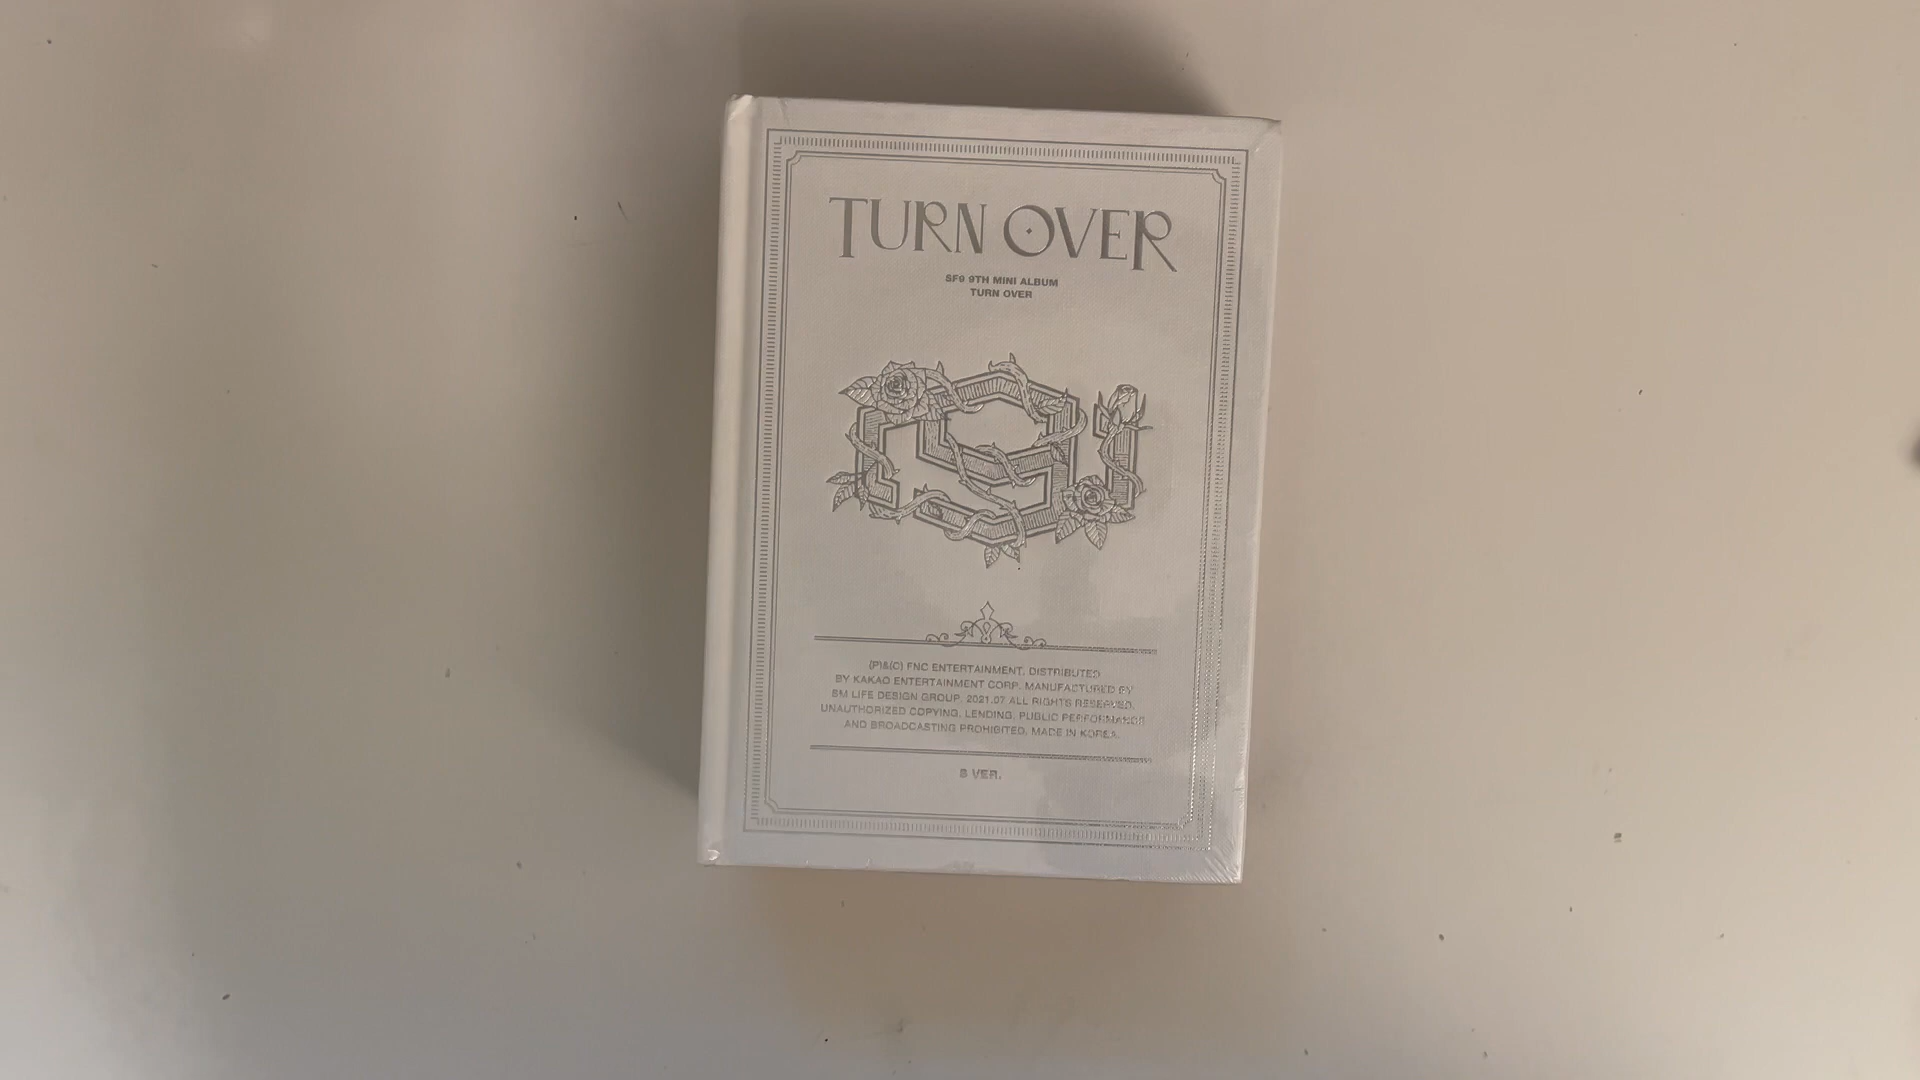 TURN OVER
SF9 9TH MINI ALBUM
TURN OVER
(P)&(C) FNC ENTERTAINMENT. DISTRIBUTED
BY KAKAO ENTERTAINMENT CORP. MANUFACTURED BY
SM LIFE DESIGN GROUP. 2021.07 ALL RIGHTS RESERVED.
UNAUTHORIZED COPYING, LENDING, PUBLIC PERFORMANCE
AND BROADCASTING PROHIBITED. MADE IN KOREA.
VER.